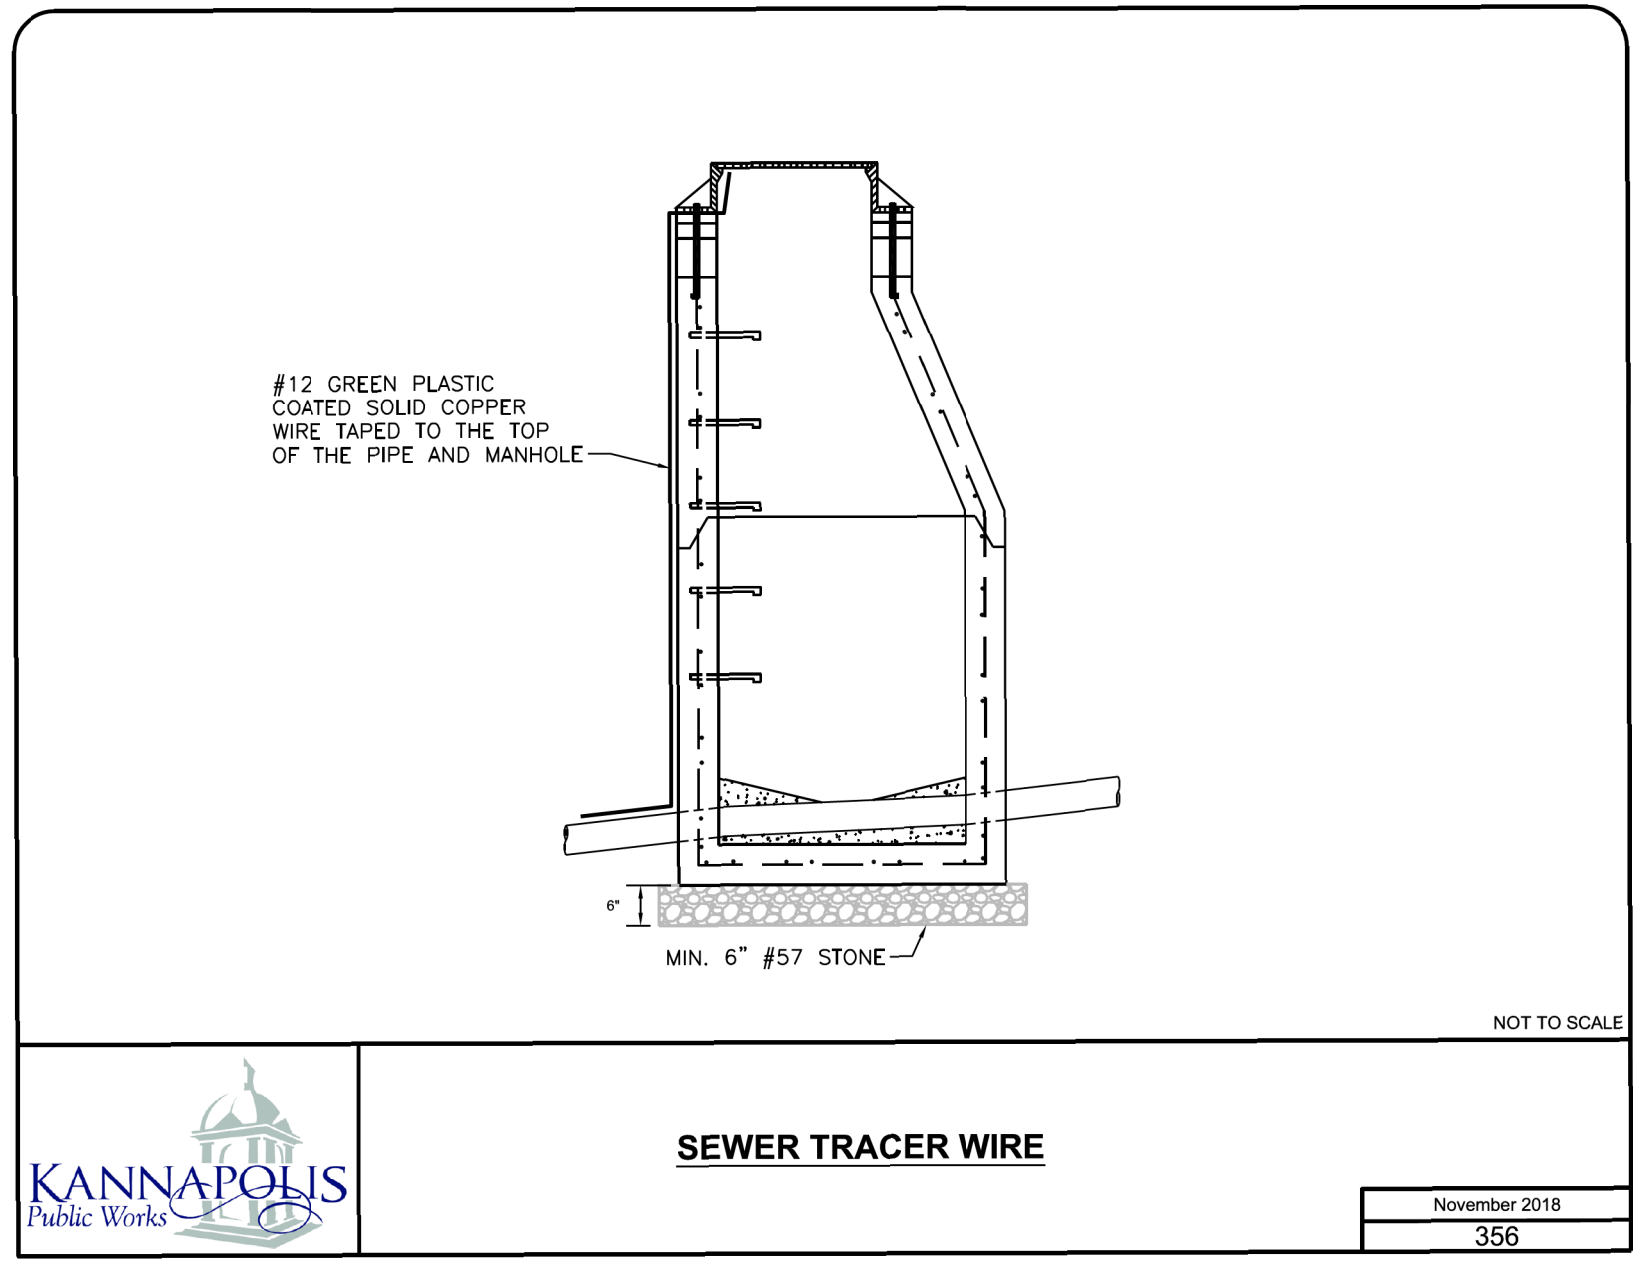 #12 GREEN PLASTIC
COATED SOLID COPPER
WIRE TAPED TO THE TOP
OF THE PIPE AND MANHOLE
6"
MIN. 6” #57 STONE
NOT TO SCALE
KANNAPOLIS
Public Works
SEWER TRACER WIRE
November 2018
356